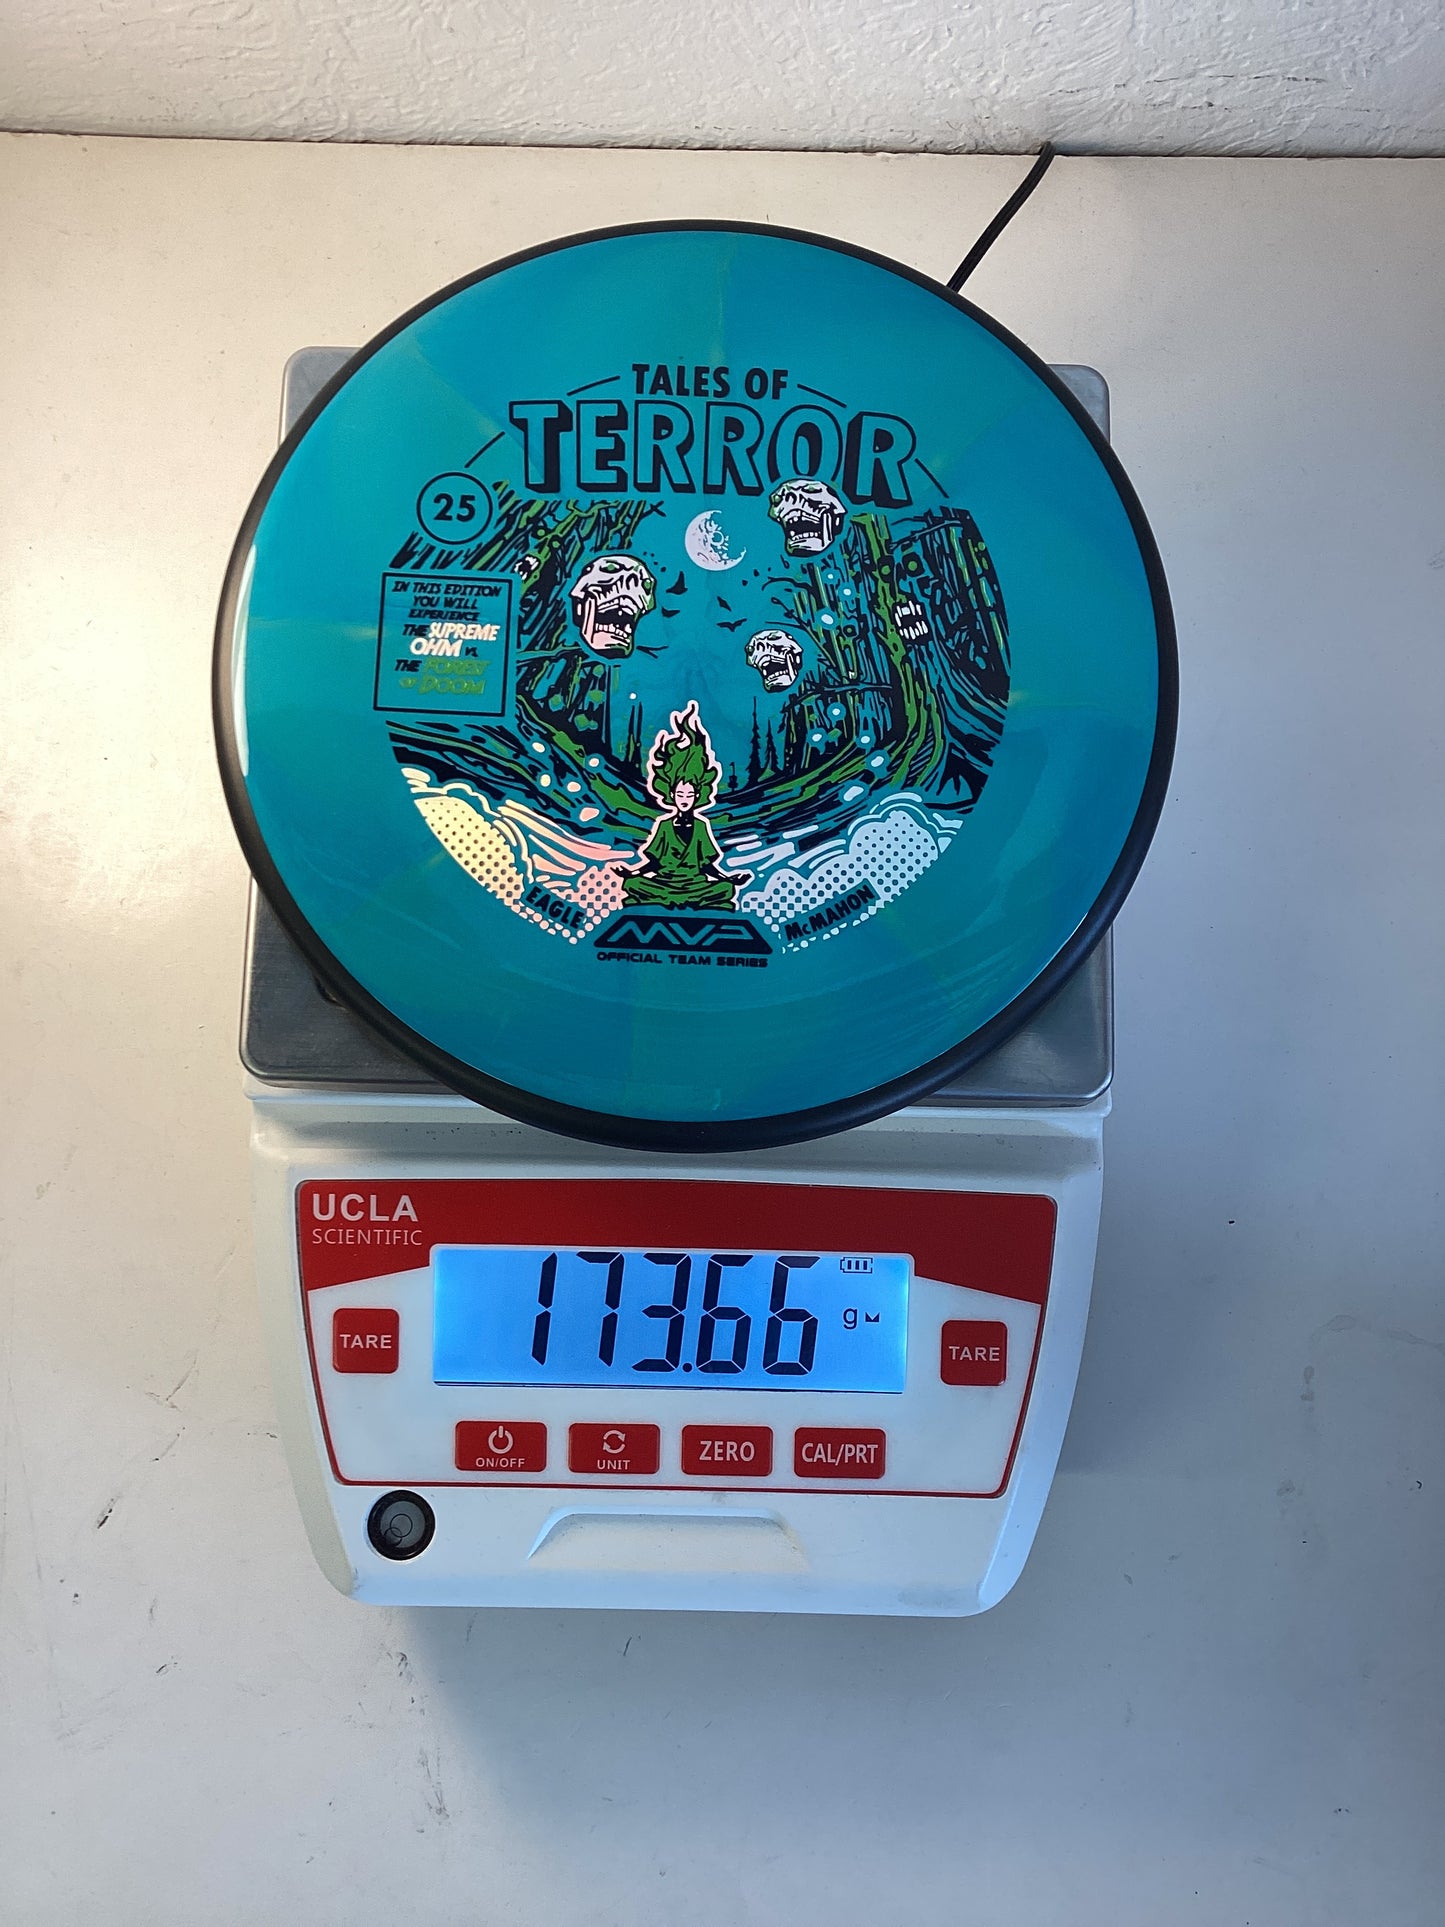 TALES OF
TERROR
25
IN THIS EDITION
YOU WILL
EXPERIENCE
THE SUPREME
OHM vs.
THE FOREST
OF DOOM
EAGLE
McMAHON
MVP
OFFICIAL TEAM SERIES
UCLA
SCIENTIFIC
173.66
g
TARE
TARE
ON/OFF
UNIT
ZERO
CAL/PRT